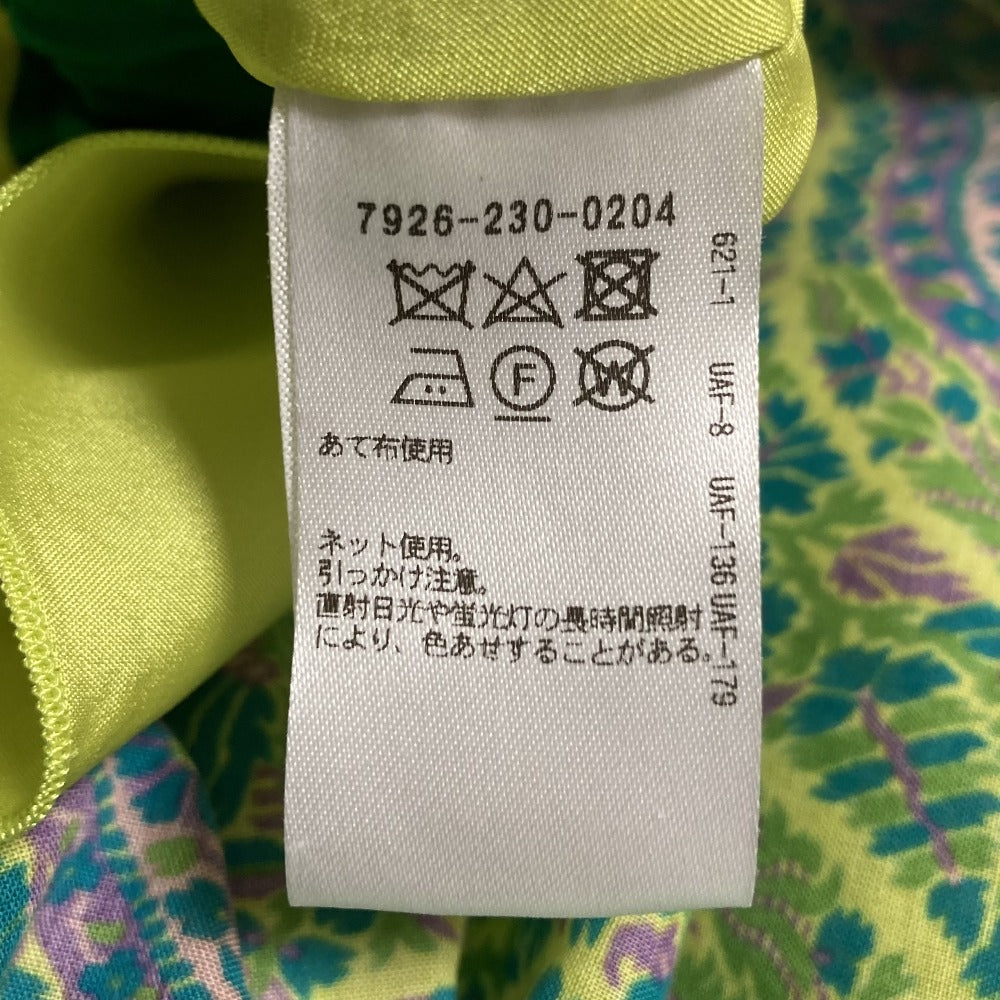 7926-230-0204
F
W
あて布使用
ネット使用。
引っかけ注意。
直射日光や蛍光灯の長時間照射
により、色あせすることがある。
621-1 UAF-8 UAF-136 UAF-179